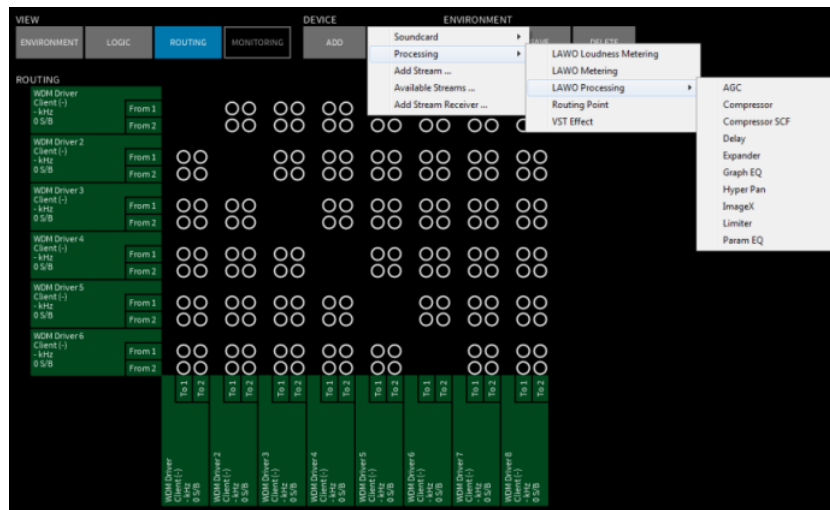 VIEW
DEVICE
ENVIRONMENT
ENVIRONMENT
LOGIC
ROUTING
MONITORING
ADD
SAVE
DELETE
Soundcard
Processing
Add Stream ...
Available Streams ...
Add Stream Receiver ...
LAWO Loudness Metering
LAWO Metering
LAWO Processing
Routing Point
VST Effect
AGC
Compressor
Compressor SCF
Delay
Expander
Graph EQ
Hyper Pan
ImageX
Limiter
Param EQ
ROUTING
WDM Driver
Client (-)
- kHz
0 S/B
From 1
From 2
WDM Driver 2
Client (-)
- kHz
0 S/B
From 1
From 2
WDM Driver 3
Client (-)
- kHz
0 S/B
From 1
From 2
WDM Driver 4
Client (-)
- kHz
0 S/B
From 1
From 2
WDM Driver 5
Client (-)
- kHz
0 S/B
From 1
From 2
WDM Driver 6
Client (-)
- kHz
0 S/B
From 1
From 2
To 1
To 2
To 1
To 2
To 1
To 2
To 1
To 2
To 1
To 2
To 1
To 2
To 1
To 2
To 1
To 2
WDM Driver
Client (-)
- kHz
0 S/B
WDM Driver 2
Client (-)
- kHz
0 S/B
WDM Driver 3
Client (-)
- kHz
0 S/B
WDM Driver 4
Client (-)
- kHz
0 S/B
WDM Driver 5
Client (-)
- kHz
0 S/B
WDM Driver 6
Client (-)
- kHz
0 S/B
WDM Driver 7
Client (-)
- kHz
0 S/B
WDM Driver 8
Client (-)
- kHz
0 S/B